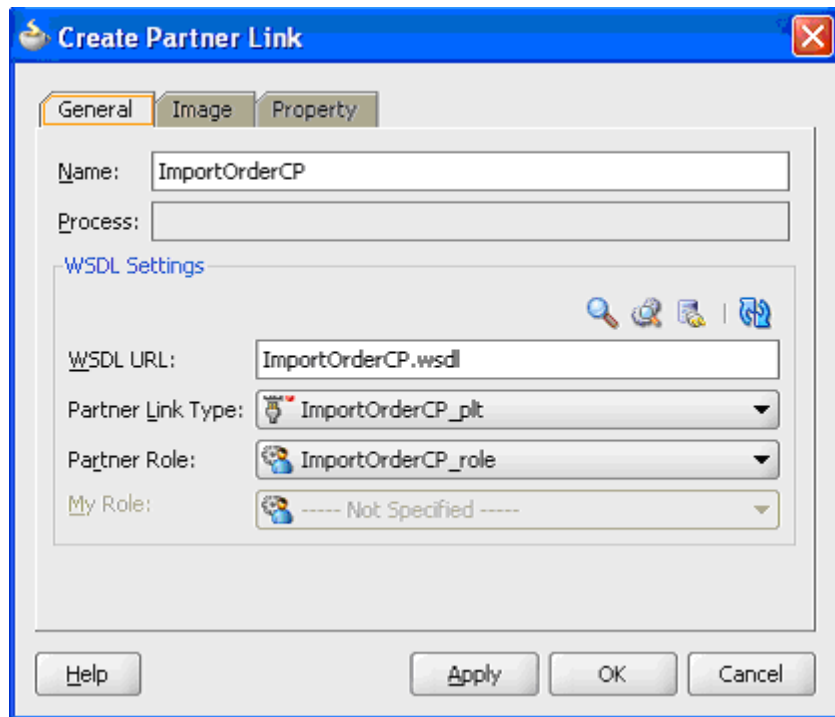 Create Partner Link
General Image Property
Name: ImportOrderCP
Process:
WSDL Settings
WSDL URL: ImportOrderCP.wsdl
Partner Link Type: ImportOrderCP_plt
Partner Role: ImportOrderCP_role
My Role: ----- Not Specified -----
Help Apply OK Cancel